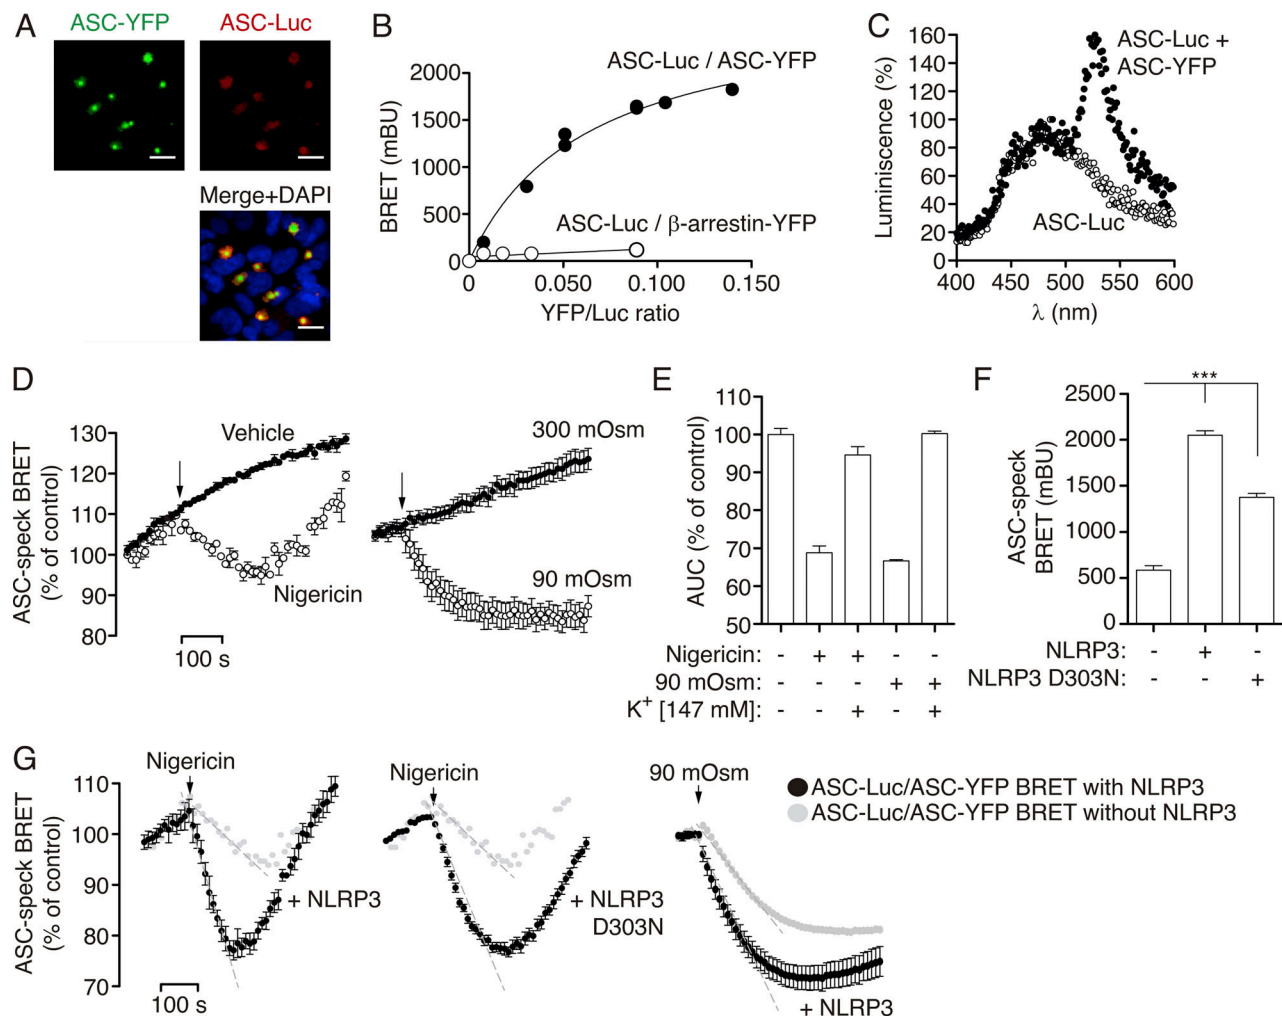 A
ASC-YFP
ASC-Luc
Merge+DAPI
B
BRET (mBU)
2000
1500
1000
500
0
ASC-Luc / ASC-YFP
ASC-Luc / β-arrestin-YFP
0 0.050 0.100 0.150
YFP/Luc ratio
C
Luminiscence (%)
160
140
120
100
80
60
40
20
0
ASC-Luc +
ASC-YFP
ASC-Luc
400 450 500 550 600
λ (nm)
D
ASC-speck BRET
(% of control)
130
120
110
100
90
80
Vehicle
Nigericin
100 s
300 mOsm
90 mOsm
E
AUC (% of control)
110
100
90
80
70
60
50
Nigericin: - + + - -
90 mOsm: - - - + +
K+ [147 mM]: - - + - +
F
ASC-speck
BRET (mBU)
2500
2000
1500
1000
500
0
***
NLRP3: - + -
NLRP3 D303N: - - +
G
ASC-speck BRET
(% of control)
110
100
90
80
70
Nigericin
+ NLRP3
100 s
Nigericin
+ NLRP3
D303N
90 mOsm
+ NLRP3
ASC-Luc/ASC-YFP BRET with NLRP3
ASC-Luc/ASC-YFP BRET without NLRP3